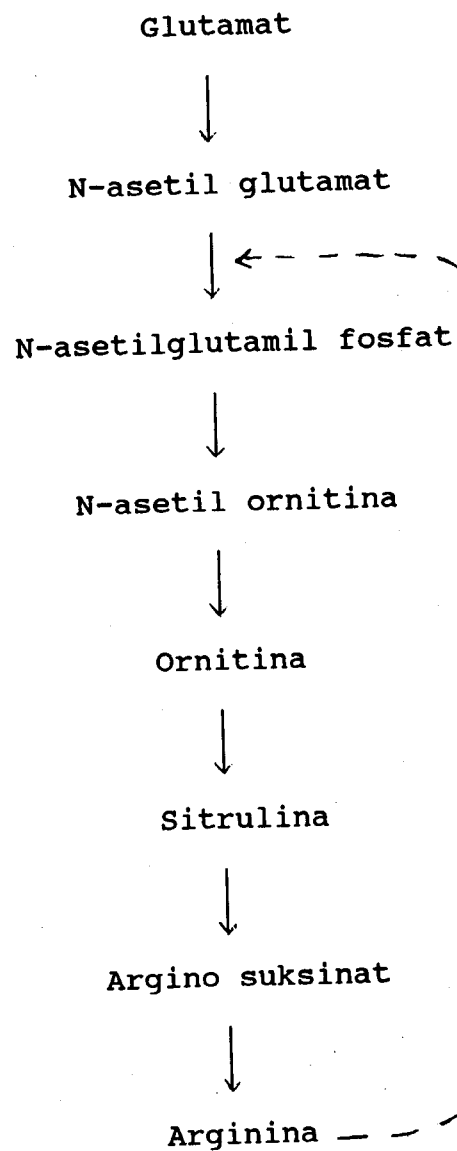 Glutamat
N-asetil glutamat
N-asetilglutamil fosfat
N-asetil ornitina
Ornitina
Sitrulina
Argino suksinat
Arginina